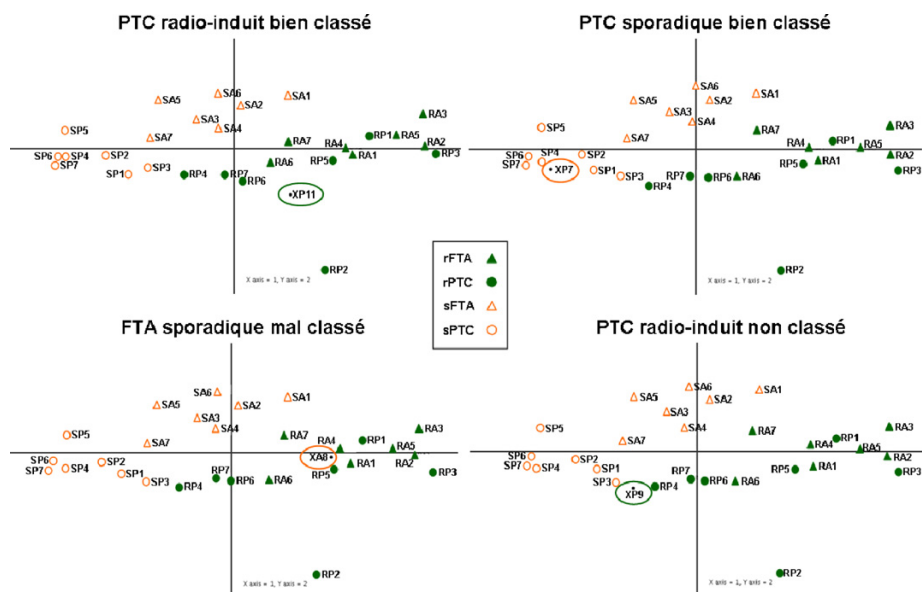 PTC radio-induit bien classé
SA6
SA5
SA2
SA1
SA3
SA4
RA3
SP5
SA7
RA7
RA4
RP1
RA5
RA2
SP6
SP4
SP2
RA1
RP3
SP7
SP3
RA6
RP5
SP1
RP4
RP7
RP6
XP11
RP2
X axis = 1, Y axis = 2
PTC sporadique bien classé
SA6
SA5
SA2
SA1
SA3
SA4
RA7
RA3
SP5
SA7
RA4
RP1
RA5
RA2
SP6
SP4
SP2
RA1
SP7
XP7
SP1
RP5
RP3
SP3
RP4
RP7
RP6
RA6
RP2
X axis = 1, Y axis = 2
rFTA
rPTC
sFTA
sPTC
FTA sporadique mal classé
SA6
SA5
SA2
SA1
SA3
SA4
RA3
SP5
SA7
RA7
RA4
RP1
RA5
SP6
SP2
XA8
RA1
RA2
SP7
SP4
SP1
RP5
RP3
SP3
RP7
RP4
RP6
RA6
RP2
X axis = 1, Y axis = 2
PTC radio-induit non classé
SA6
SA5
SA2
SA1
SA3
SA4
RA7
RA3
SP5
SA7
RA4
RP1
RA5
SP6
SP2
RA2
SP7
SP4
SP1
RP7
RP5
RA1
RP3
SP3
XP9
RP4
RP6
RA6
RP2
X axis = 1, Y axis = 2